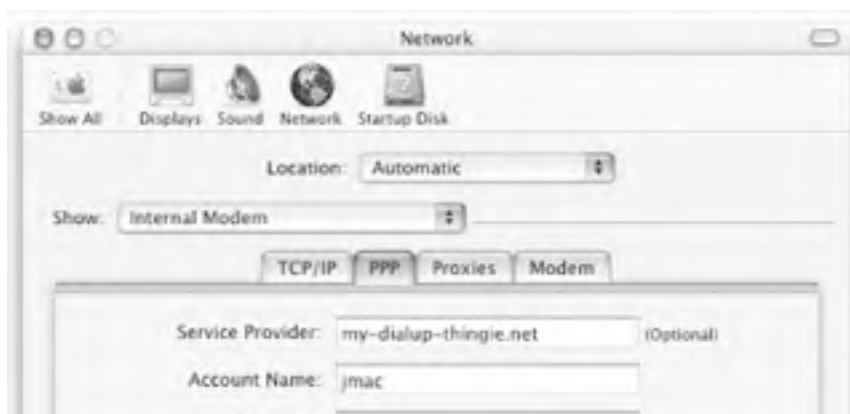 Network
Show All Displays Sound Network Startup Disk
Location: Automatic
Show: Internal Modem
TCP/IP PPP Proxies Modem
Service Provider: my-dialup-thingie.net (Optional)
Account Name: jmac